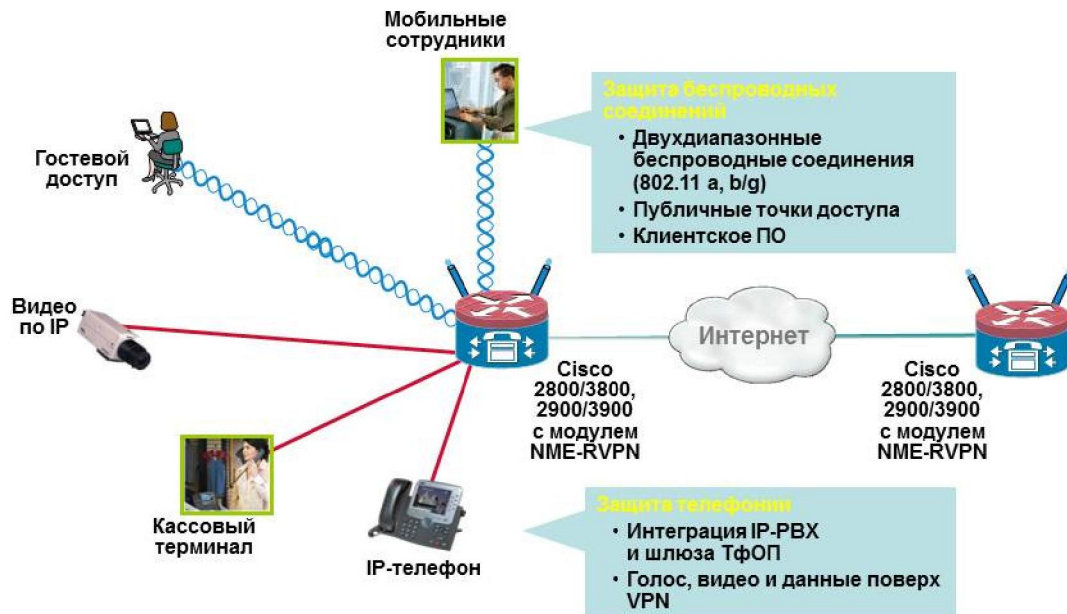 Мобильные
сотрудники
Защита беспроводных
соединений
• Двухдиапазонные
беспроводные соединения
(802.11 a, b/g)
• Публичные точки доступа
• Клиентское ПО
Гостевой
доступ
Видео
по IP
Интернет
Cisco
2800/3800,
2900/3900
с модулем
NME-RVPN
Cisco
2800/3800,
2900/3900
с модулем
NME-RVPN
Кассовый
терминал
IP-телефон
Защита телефонии
• Интеграция IP-PBX
и шлюза ТфОП
• Голос, видео и данные поверх
VPN